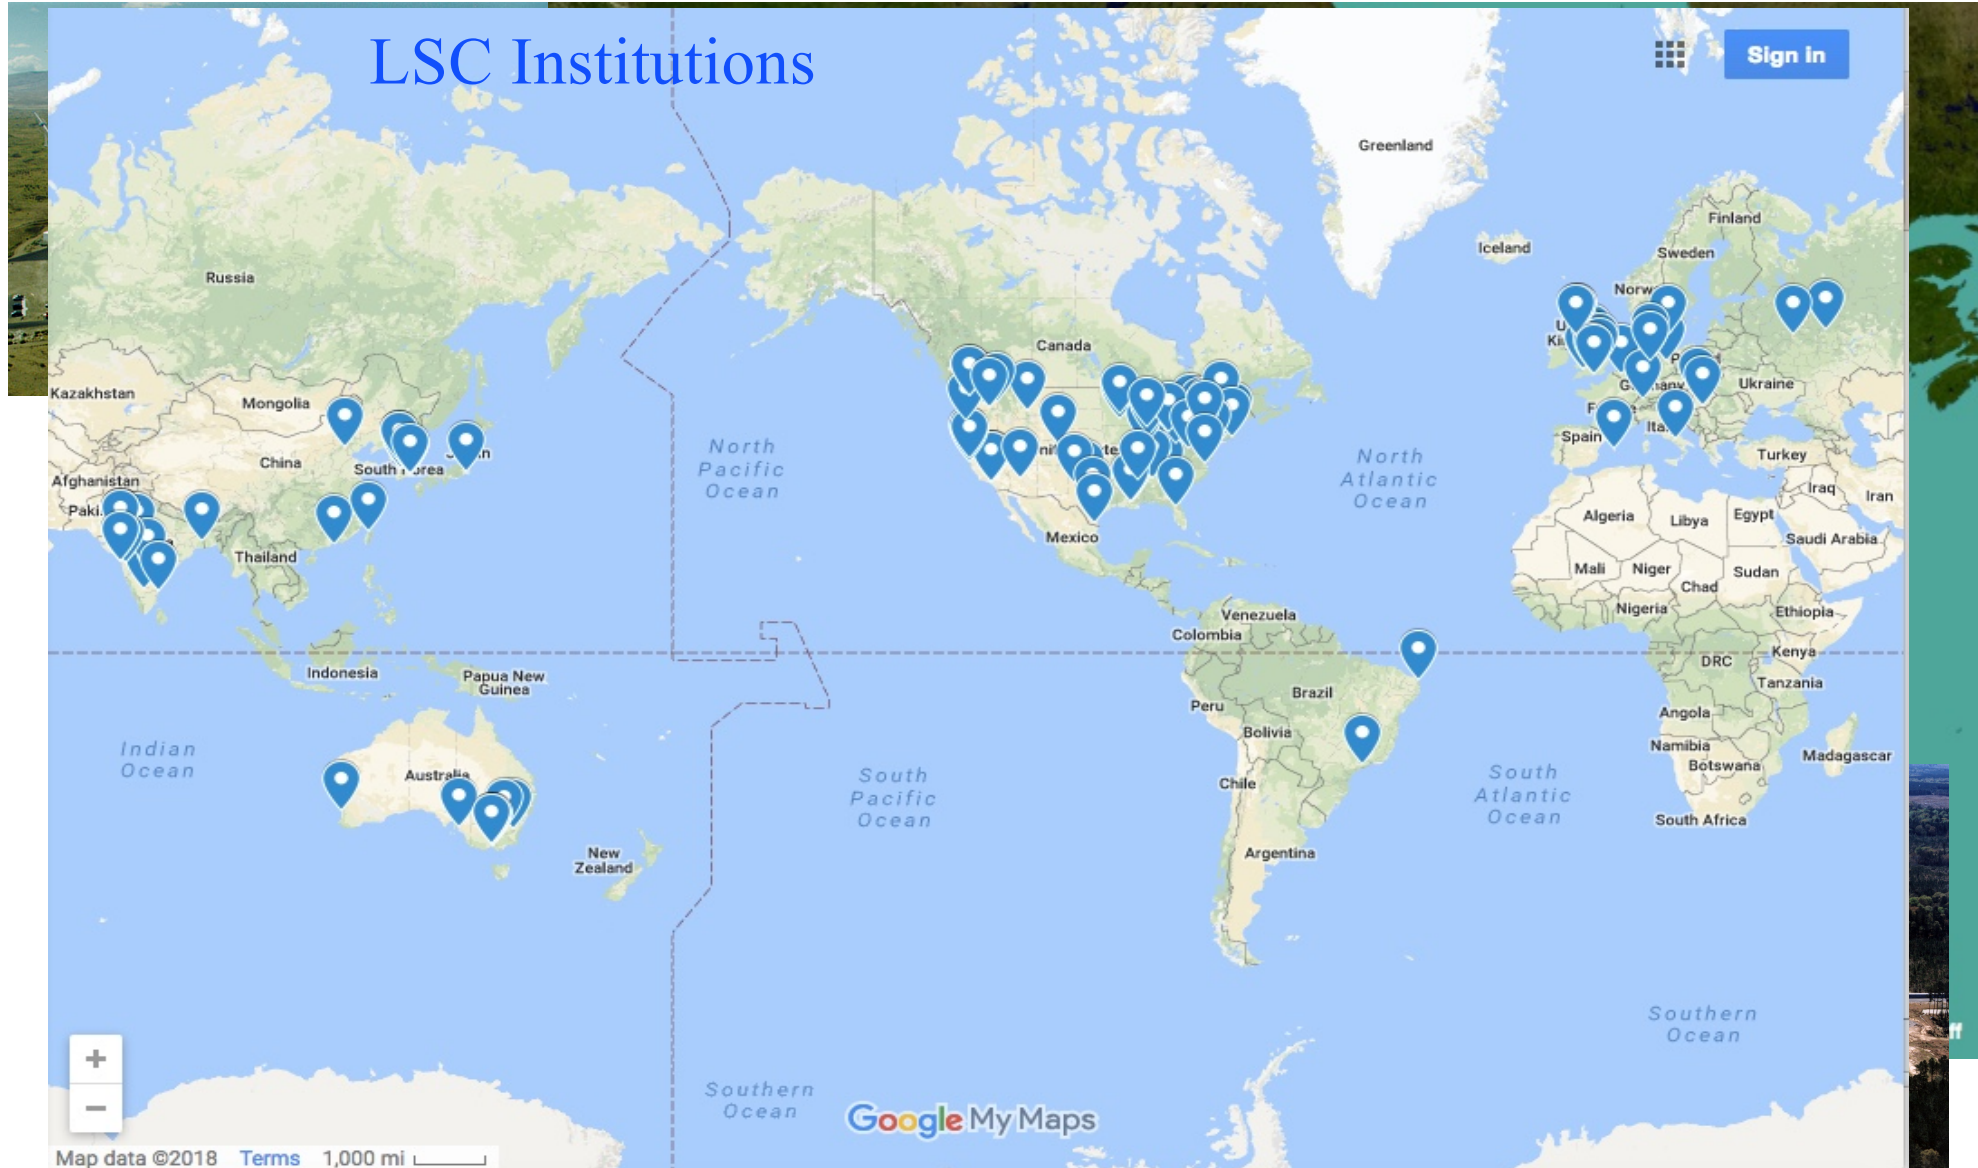 LSC Institutions
Sign in
Greenland
Finland
Iceland
Sweden
Russia
Canada
Kazakhstan
Mongolia
Ukraine
China
South
Spain
Turkey
Afghanistan
Iraq
Iran
North
Pacific
Ocean
North
Atlantic
Ocean
Algeria
Libya
Egypt
Saudi Arabia
Thailand
Mexico
Mali
Niger
Chad
Sudan
Nigeria
Ethiopia
Venezuela
Colombia
Indonesia
Papua New
Guinea
Brazil
Peru
Bolivia
DRC
Kenya
Tanzania
Angola
Namibia
Botswana
Madagascar
Indian
Ocean
Australia
South
Pacific
Ocean
Chile
South
Atlantic
Ocean
South Africa
New
Zealand
Argentina
Southern
Ocean
Southern
Ocean
+
−
Google My Maps
Map data ©2018 Terms 1,000 mi